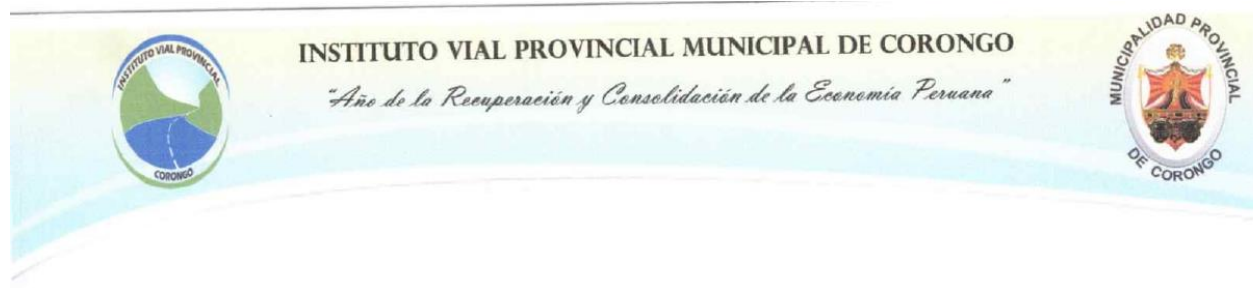 INSTITUTO VIAL PROVINCIAL
CORONGO
INSTITUTO VIAL PROVINCIAL MUNICIPAL DE CORONGO
"Año de la Recuperación y Consolidación de la Economía Peruana"
MUNICIPALIDAD PROVINCIAL
DE CORONGO